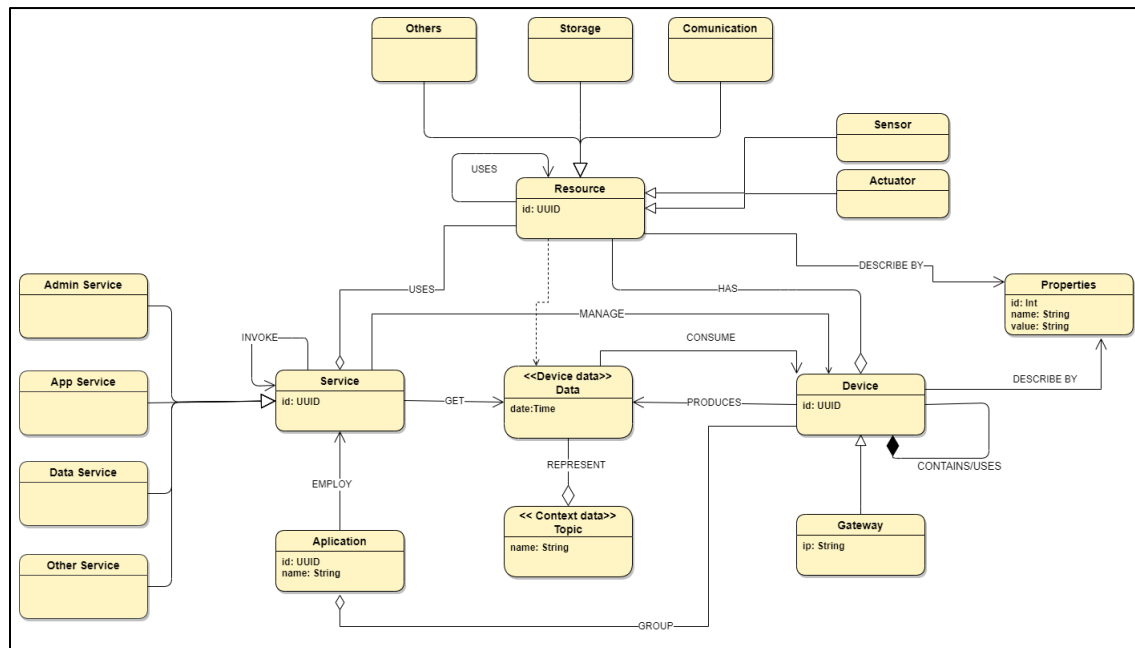 Others
Storage
Comunication
Sensor
Actuator
USES
Resource
id: UUID
DESCRIBE BY
Properties
id: Int
name: String
value: String
Admin Service
USES
HAS
MANAGE
INVOKE
CONSUME
App Service
Service
id: UUID
GET
<<Device data>>
Data
date:Time
PRODUCES
Device
id: UUID
DESCRIBE BY
CONTAINS/USES
Data Service
EMPLOY
REPRESENT
<< Context data>>
Topic
name: String
Gateway
ip: String
Other Service
Aplication
id: UUID
name: String
GROUP